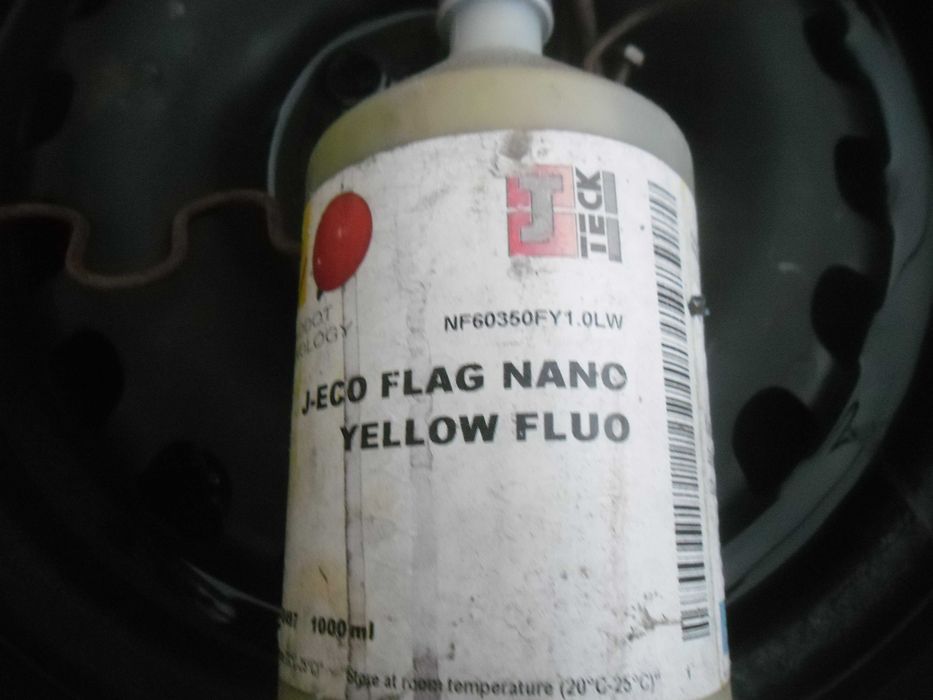 J TECK
NF60350FY1.0LW
J-ECO FLAG NANO
YELLOW FLUO
1000 ml
"Store at room temperature (20°C-25°C)"